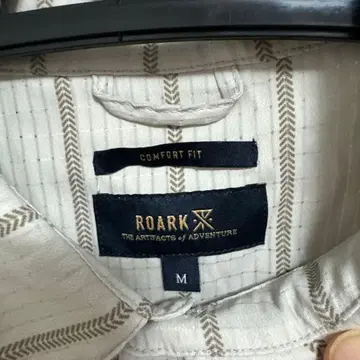 COMFORT FIT
ROARK
THE ARTIFACTS of ADVENTURE
M